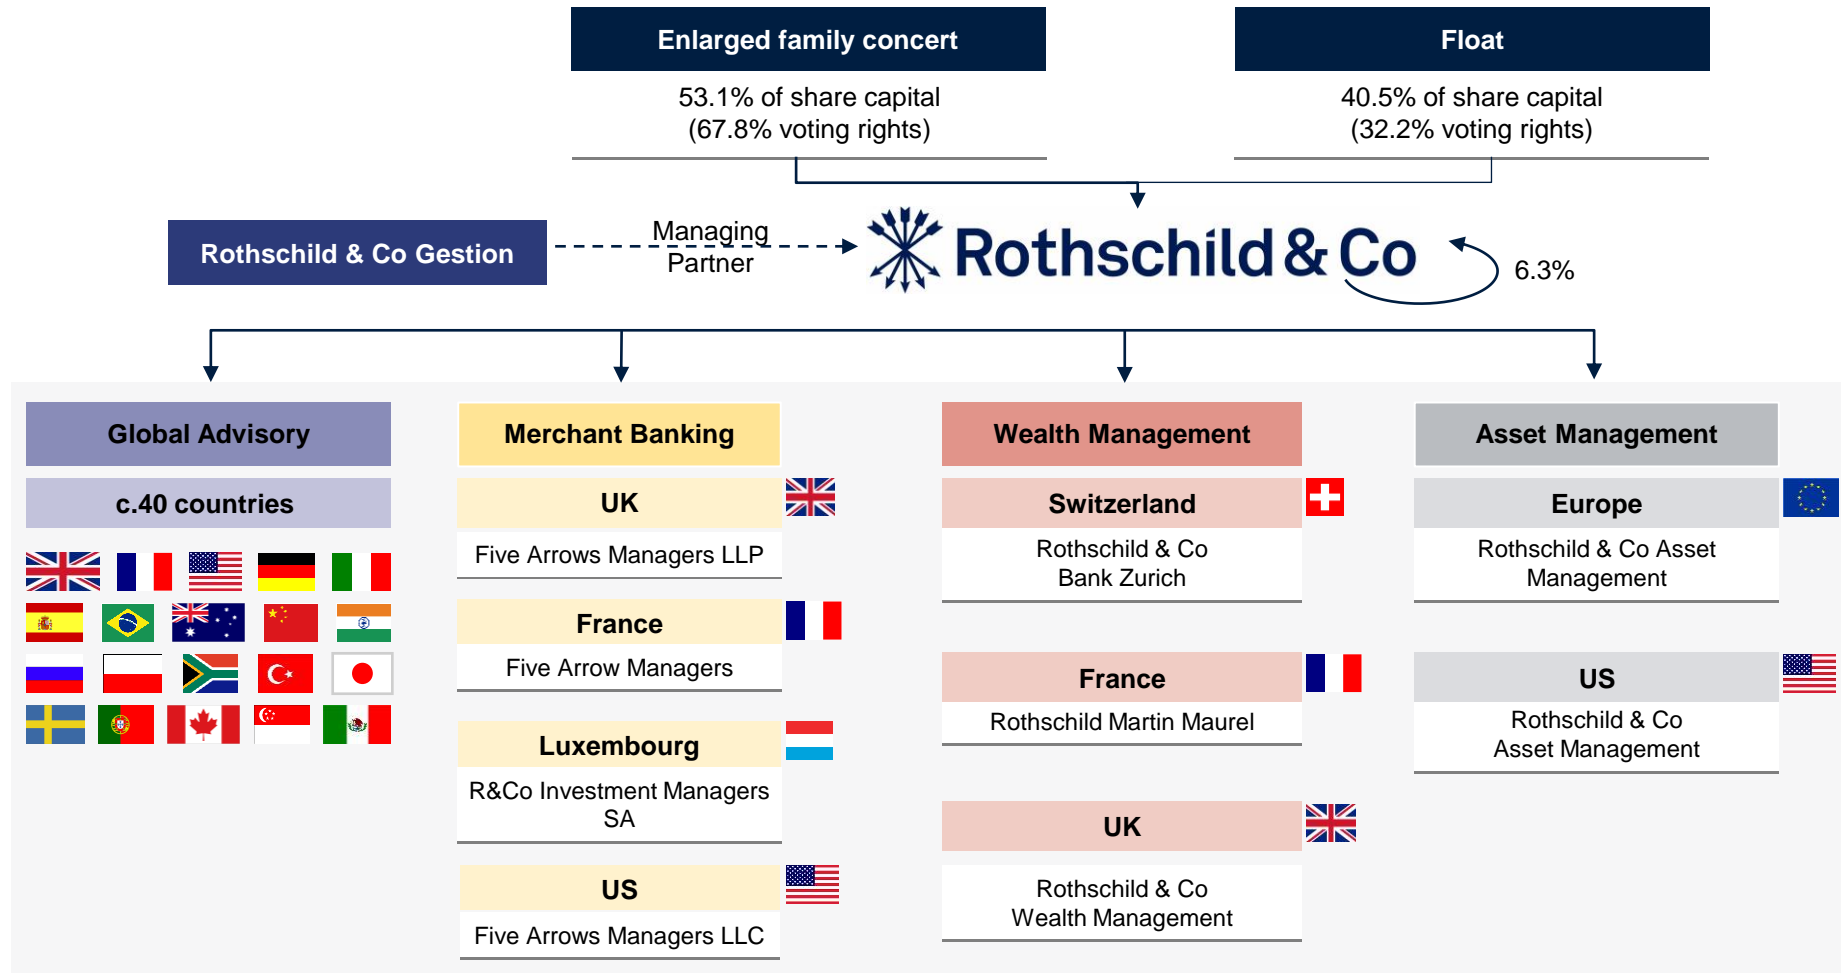 Enlarged family concert
Float
53.1% of share capital
(67.8% voting rights)
40.5% of share capital
(32.2% voting rights)
Rothschild & Co Gestion
Managing
Partner
Rothschild & Co
6.3%
Global Advisory
c.40 countries
Merchant Banking
UK
Five Arrows Managers LLP
France
Five Arrow Managers
Luxembourg
R&Co Investment Managers
SA
US
Five Arrows Managers LLC
Wealth Management
Switzerland
Rothschild & Co
Bank Zurich
France
Rothschild Martin Maurel
UK
Rothschild & Co
Wealth Management
Asset Management
Europe
Rothschild & Co Asset
Management
US
Rothschild & Co
Asset Management